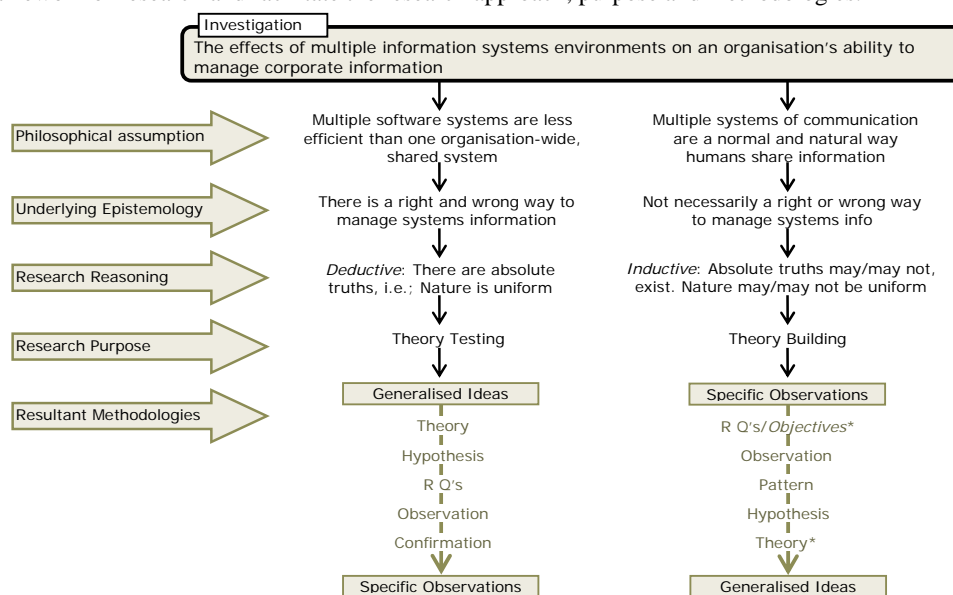 Investigation
The effects of multiple information systems environments on an organisation's ability to
manage corporate information
Philosophical assumption
Multiple software systems are less
efficient than one organisation-wide,
shared system
Multiple systems of communication
are a normal and natural way
humans share information
Underlying Epistemology
There is a right and wrong way to
manage systems information
Not necessarily a right or wrong way
to manage systems info
Research Reasoning
Deductive: There are absolute
truths, i.e.; Nature is uniform
Inductive: Absolute truths may/may not,
exist. Nature may/may not be uniform
Research Purpose
Theory Testing
Theory Building
Resultant Methodologies
Generalised Ideas
Theory
Hypothesis
R Q's
Observation
Confirmation
Specific Observations
Specific Observations
R Q's/Objectives*
Observation
Pattern
Hypothesis
Theory*
Generalised Ideas